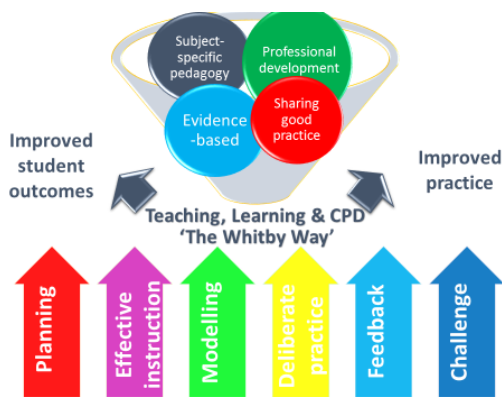 Subject-
specific
pedagogy
Professional
development
Evidence
-based
Sharing
good
practice
Improved
student
outcomes
Improved
practice
Teaching, Learning & CPD
‘The Whitby Way’
Planning
Effective
instruction
Modelling
Deliberate
practice
Feedback
Challenge